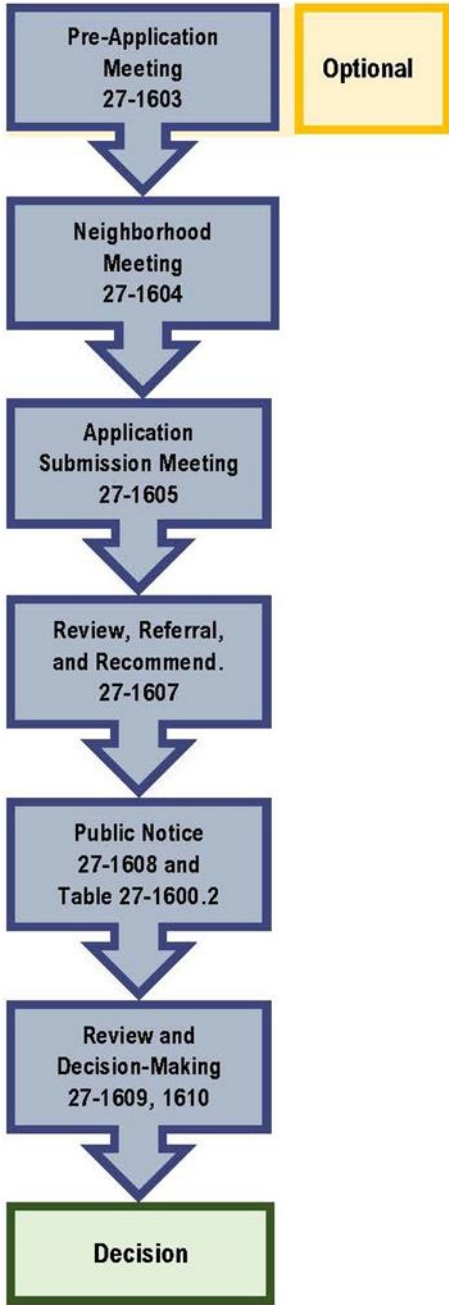 Pre-Application
Meeting
27-1603
Optional
Neighborhood
Meeting
27-1604
Application
Submission Meeting
27-1605
Review, Referral,
and Recommend.
27-1607
Public Notice
27-1608 and
Table 27-1600.2
Review and
Decision-Making
27-1609, 1610
Decision